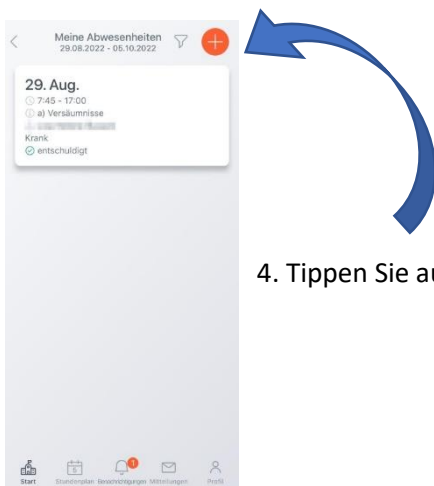 Meine Abwesenheiten
29.08.2022 - 05.10.2022
29. Aug.
7:45 - 17:00
a) Versäumnisse
Krank
entschuldigt
4. Tippen Sie au
1
5
Start Stundenplan Benachrichtigungen Mitteilungen Profil